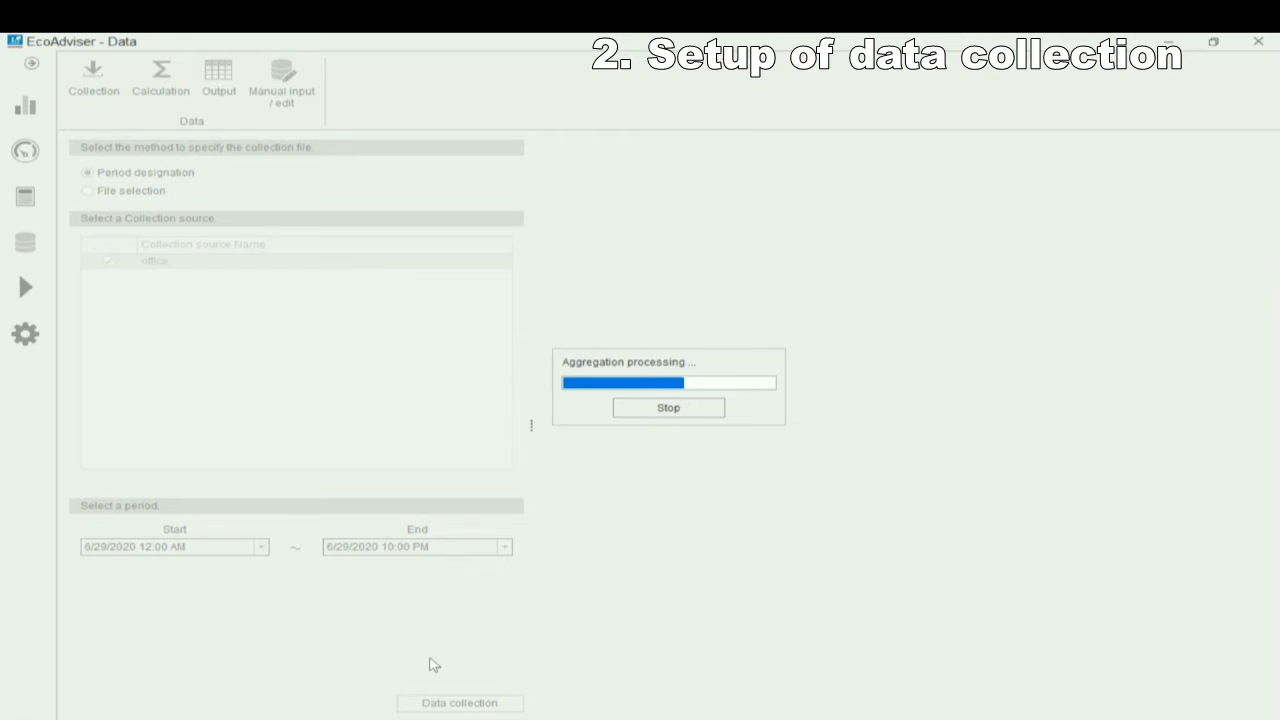 2. Setup of data collection
EcoAdviser - Data
Collection
Calculation
Output
Manual input
/ edit
Data
Select the method to specify the collection file.
Period designation
File selection
Select a Collection source.
Collection source Name
office
Aggregation processing ...
Stop
Select a period.
Start
End
6/29/2020 12:00 AM
~
6/29/2020 10:00 PM
Data collection